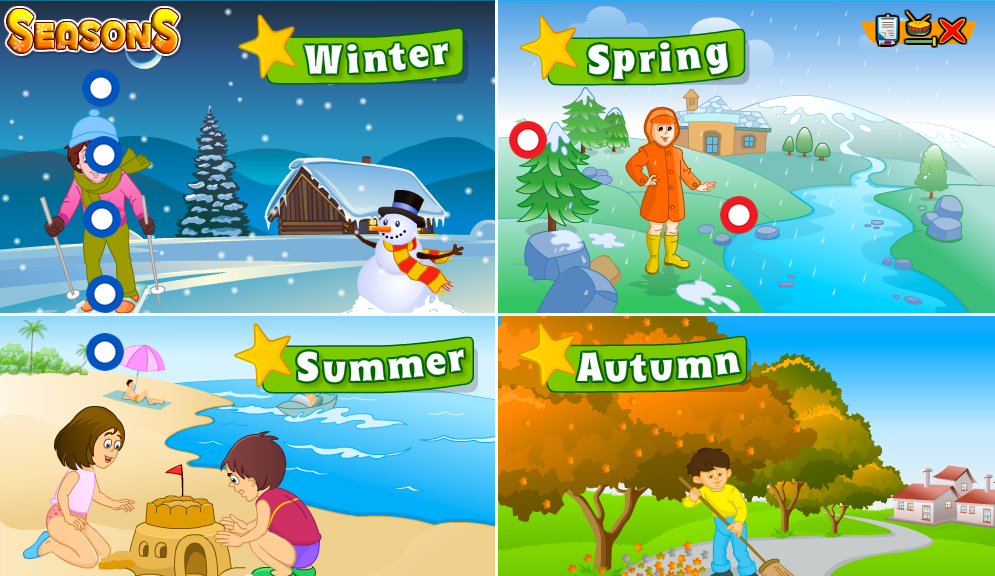 SEASONS
Winter
Spring
Summer
Autumn